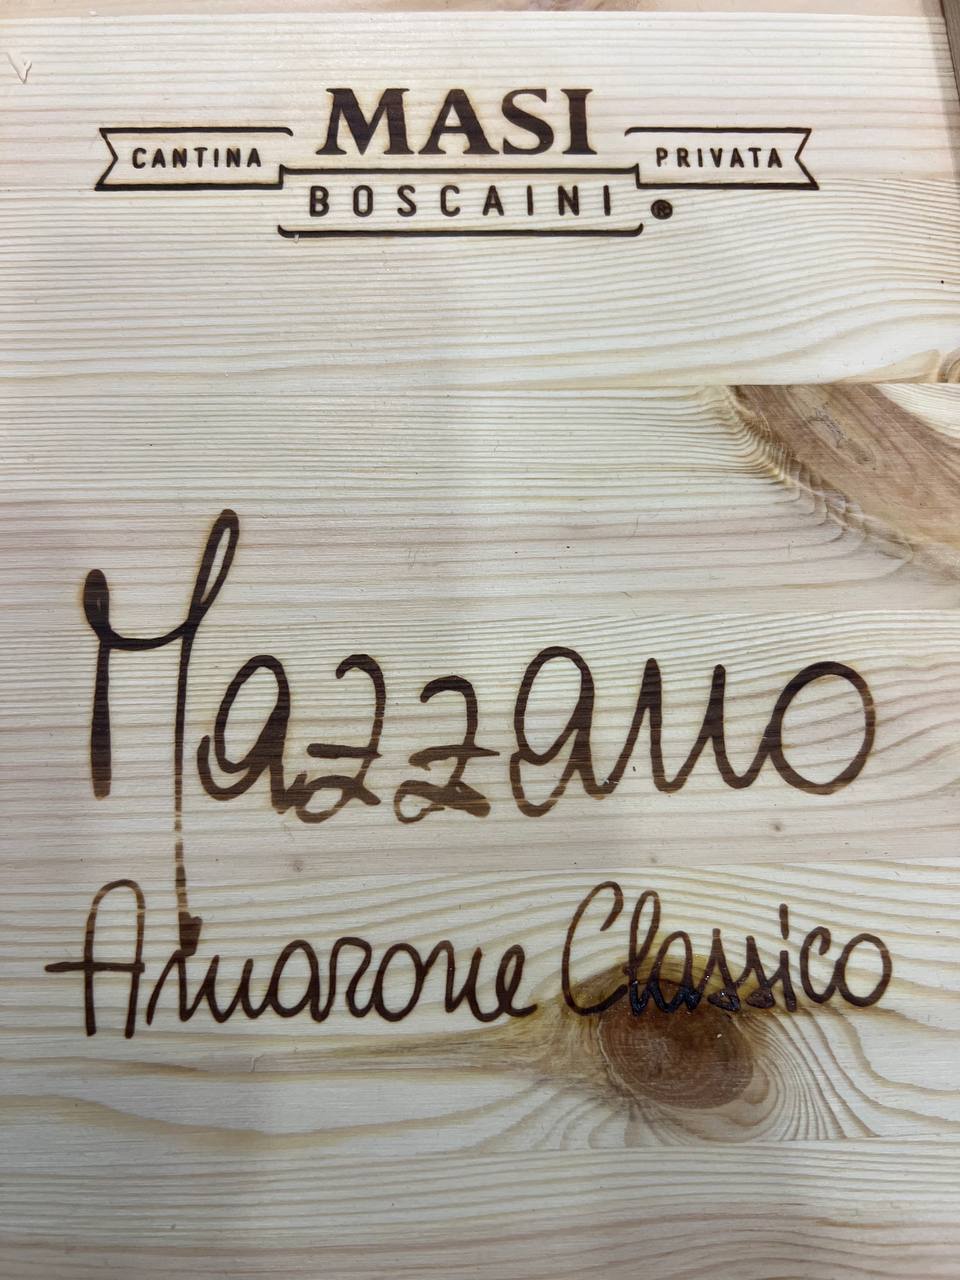 MASI
CANTINA PRIVATA
BOSCAINI ®
Mazzano
Amarone Classico